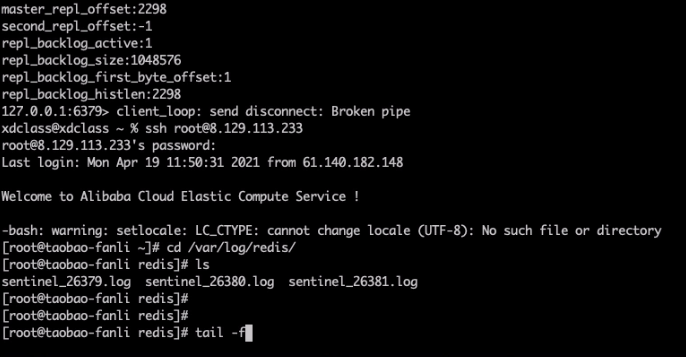 master_repl_offset:2298
second_repl_offset:-1
repl_backlog_active:1
repl_backlog_size:1048576
repl_backlog_first_byte_offset:1
repl_backlog_histlen:2298
127.0.0.1:6379> client_loop: send disconnect: Broken pipe
xdclass@xdclass ~ % ssh root@8.129.113.233
root@8.129.113.233's password:
Last login: Mon Apr 19 11:50:31 2021 from 61.140.182.148
Welcome to Alibaba Cloud Elastic Compute Service !
-bash: warning: setlocale: LC_CTYPE: cannot change locale (UTF-8): No such file or directory
[root@taobao-fanli ~]# cd /var/log/redis/
[root@taobao-fanli redis]# ls
sentinel_26379.log  sentinel_26380.log  sentinel_26381.log
[root@taobao-fanli redis]#
[root@taobao-fanli redis]#
[root@taobao-fanli redis]# tail -f